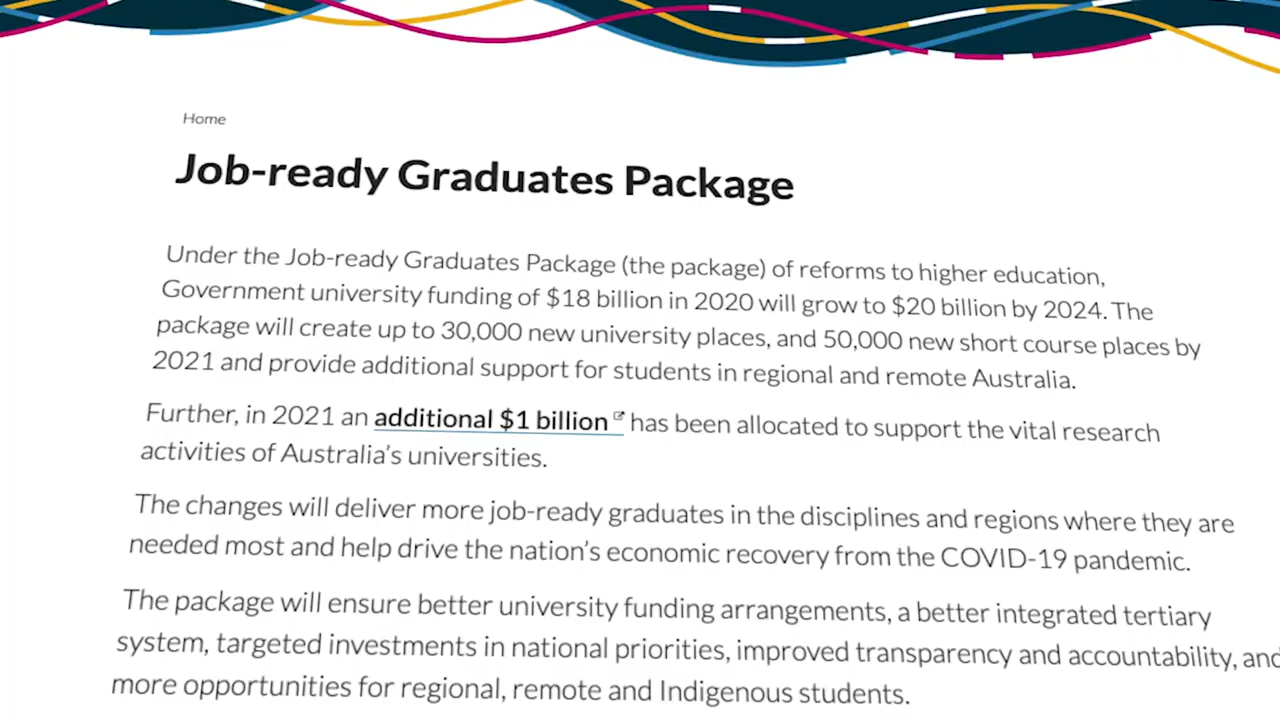 Home
Job-ready Graduates Package
Under the Job-ready Graduates Package (the package) of reforms to higher education,
Government university funding of $18 billion in 2020 will grow to $20 billion by 2024. The
package will create up to 30,000 new university places, and 50,000 new short course places by
2021 and provide additional support for students in regional and remote Australia.
Further, in 2021 an additional $1 billion has been allocated to support the vital research
activities of Australia's universities.
The changes will deliver more job-ready graduates in the disciplines and regions where they are
needed most and help drive the nation's economic recovery from the COVID-19 pandemic.
The package will ensure better university funding arrangements, a better integrated tertiary
system, targeted investments in national priorities, improved transparency and accountability, and
more opportunities for regional, remote and Indigenous students.